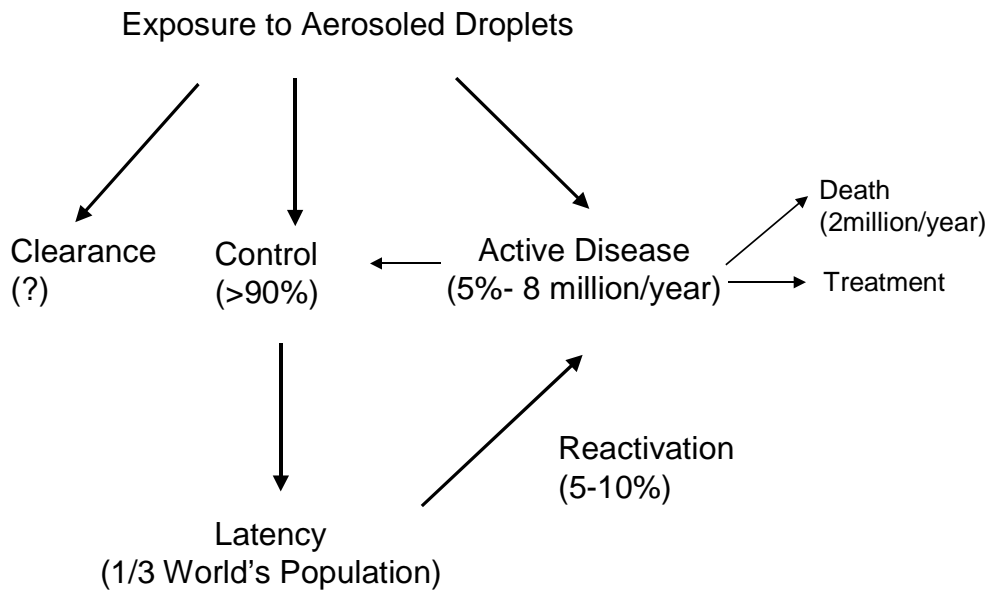 Exposure to Aerosoled Droplets
Death
(2million/year)
Clearance
(?)
Control
(>90%)
Active Disease
(5%- 8 million/year)
Treatment
Reactivation
(5-10%)
Latency
(1/3 World's Population)